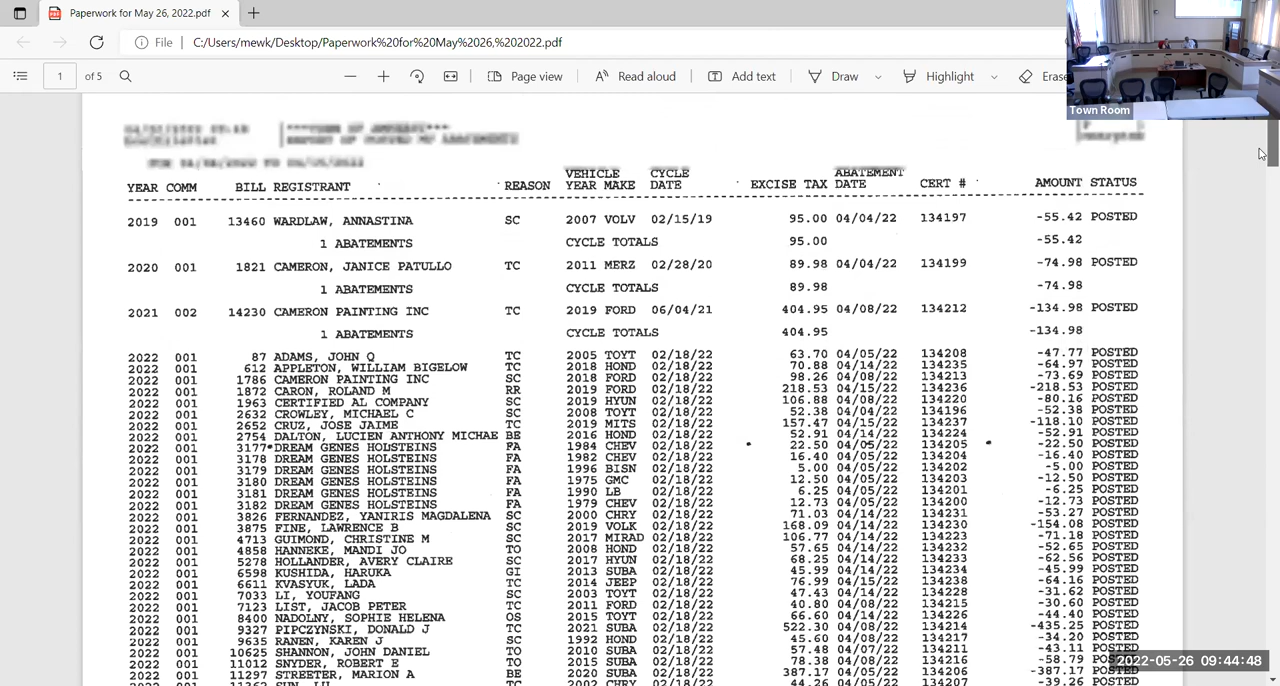 Paperwork for May 26, 2022.pdf
File C:/Users/mewk/Desktop/Paperwork%20for%20May%2026,%202022.pdf
1 of 5 Page view Read aloud Add text Draw Highlight Erase
Town Room
VEHICLE CYCLE ABATEMENT
YEAR COMM BILL REGISTRANT REASON YEAR MAKE DATE EXCISE TAX DATE CERT # AMOUNT STATUS
2019 001 13460 WARDLAW, ANNASTINA SC 2007 VOLV 02/15/19 95.00 04/04/22 134197 -55.42 POSTED
1 ABATEMENTS CYCLE TOTALS 95.00 -55.42
2020 001 1821 CAMERON, JANICE PATULLO TC 2011 MERZ 02/28/20 89.98 04/04/22 134199 -74.98 POSTED
1 ABATEMENTS CYCLE TOTALS 89.98 -74.98
2021 002 14230 CAMERON PAINTING INC TC 2019 FORD 06/04/21 404.95 04/08/22 134212 -134.98 POSTED
1 ABATEMENTS CYCLE TOTALS 404.95 -134.98
2022 001 87 ADAMS, JOHN Q TC 2005 TOYT 02/18/22 63.70 04/05/22 134208 -47.77 POSTED
2022 001 612 APPLETON, WILLIAM BIGELOW TC 2018 HOND 02/18/22 70.88 04/14/22 134235 -64.97 POSTED
2022 001 1786 CAMERON PAINTING INC SC 2018 FORD 02/18/22 98.26 04/08/22 134213 -73.69 POSTED
2022 001 1872 CARON, ROLAND M RR 2019 FORD 02/18/22 218.53 04/15/22 134236 -218.53 POSTED
2022 001 1963 CERTIFIED AL COMPANY SC 2019 HYUN 02/18/22 106.88 04/08/22 134220 -80.16 POSTED
2022 001 2632 CROWLEY, MICHAEL C SC 2008 TOYT 02/18/22 52.38 04/04/22 134196 -52.38 POSTED
2022 001 2652 CRUZ, JOSE JAIME TC 2019 MITS 02/18/22 157.47 04/15/22 134237 -118.10 POSTED
2022 001 2754 DALTON, LUCIEN ANTHONY MICHAE BE 2016 HOND 02/18/22 52.91 04/14/22 134224 -52.91 POSTED
2022 001 3177 DREAM GENES HOLSTEINS FA 1984 CHEV 02/18/22 22.50 04/05/22 134205 -22.50 POSTED
2022 001 3178 DREAM GENES HOLSTEINS FA 1982 CHEV 02/18/22 16.40 04/05/22 134204 -16.40 POSTED
2022 001 3179 DREAM GENES HOLSTEINS FA 1996 BISN 02/18/22 5.00 04/05/22 134202 -5.00 POSTED
2022 001 3180 DREAM GENES HOLSTEINS FA 1975 GMC 02/18/22 12.50 04/05/22 134203 -12.50 POSTED
2022 001 3181 DREAM GENES HOLSTEINS FA 1990 LB 02/18/22 6.25 04/05/22 134201 -6.25 POSTED
2022 001 3182 DREAM GENES HOLSTEINS FA 1979 CHEV 02/18/22 12.73 04/05/22 134200 -12.73 POSTED
2022 001 3826 FERNANDEZ, YANIRIS MAGDALENA SC 2000 CHRY 02/18/22 71.03 04/14/22 134231 -53.27 POSTED
2022 001 3875 FINE, LAWRENCE B SC 2019 VOLK 02/18/22 168.09 04/14/22 134230 -154.08 POSTED
2022 001 4713 GUIMOND, CHRISTINE M SC 2017 MIRAD 02/18/22 106.77 04/14/22 134223 -71.18 POSTED
2022 001 4858 HANNEKE, MANDI JO TO 2008 HOND 02/18/22 57.65 04/14/22 134232 -52.65 POSTED
2022 001 5278 HOLLANDER, AVERY CLAIRE SC 2017 HYUN 02/18/22 68.25 04/14/22 134233 -62.56 POSTED
2022 001 6598 KUSHIDA, HARUKA GI 2013 SUBA 02/18/22 45.99 04/14/22 134234 -45.99 POSTED
2022 001 6611 KVASYUK, LADA TC 2014 JEEP 02/18/22 76.99 04/15/22 134238 -64.16 POSTED
2022 001 7033 LI, YOUFANG SC 2003 TOYT 02/18/22 47.43 04/14/22 134228 -31.62 POSTED
2022 001 7123 LIST, JACOB PETER TC 2011 FORD 02/18/22 40.80 04/08/22 134215 -30.60 POSTED
2022 001 8400 NADOLNY, SOPHIE HELENA OS 2015 TOYT 02/18/22 66.60 04/14/22 134226 -44.40 POSTED
2022 001 9327 PIPCZYNSKI, DONALD J TC 2021 SUBA 02/18/22 522.30 04/08/22 134214 -435.25 POSTED
2022 001 9635 RANEN, KAREN J SC 1992 HOND 02/18/22 45.60 04/08/22 134217 -34.20 POSTED
2022 001 10625 SHANNON, JOHN DANIEL TO 2010 SUBA 02/18/22 57.48 04/07/22 134211 -43.11 POSTED
2022 001 11012 SNYDER, ROBERT E TO 2015 SUBA 02/18/22 78.38 04/08/22 134216 -58.79
2022 001 11297 STREETER, MARION A BE 2020 SUBA 02/18/22 387.17 04/05/22 134206 -387.17
2022-05-26 09:44:48